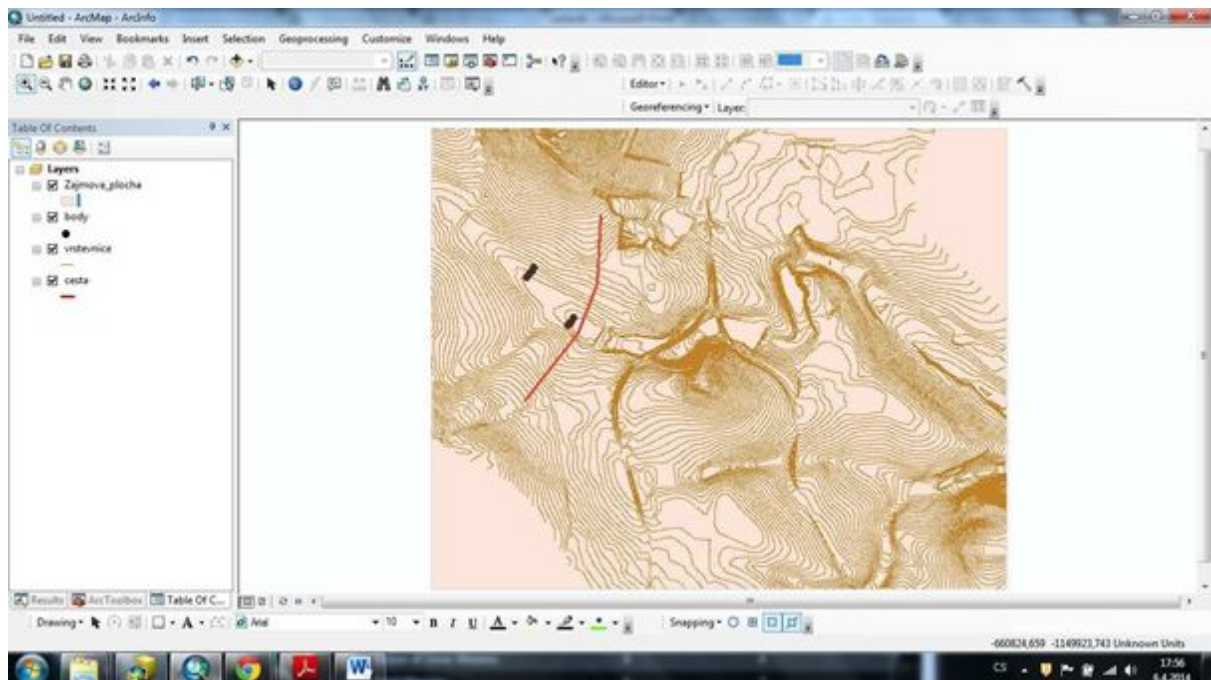 Untitled - ArcMap - ArcInfo
File Edit View Bookmarks Insert Selection Geoprocessing Customize Windows Help
Editor
Georeferencing Layer:
Table Of Contents
Layers
Zajmova_plocha
body
vrstevnice
cesta
Results ArcToolbox Table Of C...
Drawing A Arial 10 B I U A Snapping
-660824,659 -1149923,743 Unknown Units
CS 17:56
6.4.2014